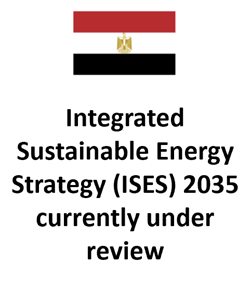 Integrated
Sustainable Energy
Strategy (ISES) 2035
currently under
review